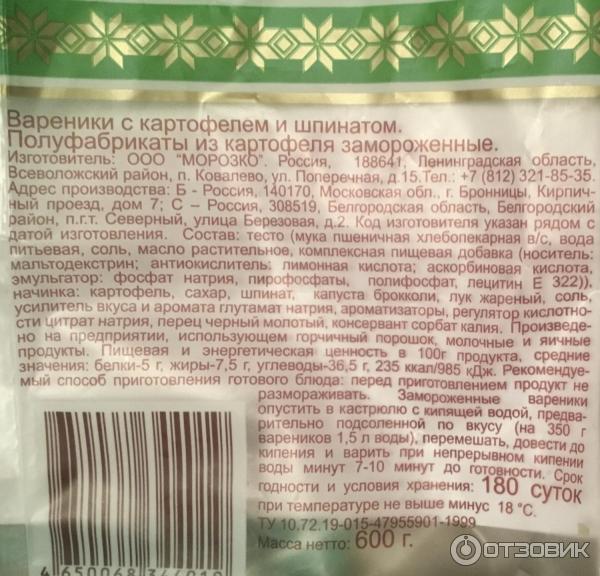 Вареники с картофелем и шпинатом.
Полуфабрикаты из картофеля замороженные.
Изготовитель: ООО "МОРОЗКО". Россия, 188641, Ленинградская область,
Всеволожский район, п. Ковалево, ул. Поперечная, д.15.Тел.: +7 (812) 321-85-35.
Адрес производства: Б - Россия, 140170, Московская обл., г. Бронницы, Кирпич-
ный проезд, дом 7; С – Россия, 308519, Белгородская область, Белгородский
район, п.г.т. Северный, улица Березовая, д.2. Код изготовителя указан рядом с
датой изготовления. Состав: тесто (мука пшеничная хлебопекарная в/с, вода
питьевая, соль, масло растительное, комплексная пищевая добавка (носитель:
мальтодекстрин; антиокислитель: лимонная кислота; аскорбиновая кислота,
эмульгатор: фосфат натрия, пирофосфаты, полифосфат, лецитин Е 322)),
начинка: картофель, сахар, шпинат, капуста брокколи, лук жареный, соль,
усилитель вкуса и аромата глутамат натрия, ароматизаторы, регулятор кислотно-
сти цитрат натрия, перец черный молотый, консервант сорбат калия. Произведе-
но на предприятии, использующем горчичный порошок, молочные и яичные
продукты. Пищевая и энергетическая ценность в 100г продукта, средние
значения: белки-5 г, жиры-7,5 г, углеводы-36,5 г, 235 ккал/985 кДж. Рекомендуе-
мый способ приготовления готового блюда: перед приготовлением продукт не
размораживать. Замороженные вареники
опустить в кастрюлю с кипящей водой, предва-
рительно подсоленной по вкусу (на 350 г
вареников 1,5 л воды), перемешать, довести до
кипения и варить при непрерывном кипении
воды минут 7-10 минут до готовности. Срок
годности и условия хранения: 180 суток
при температуре не выше минус 18 °C.
ТУ 10.72.19-015-47955901-1999
Масса нетто: 600 г.
4 650068 344019
ОТЗОВИК